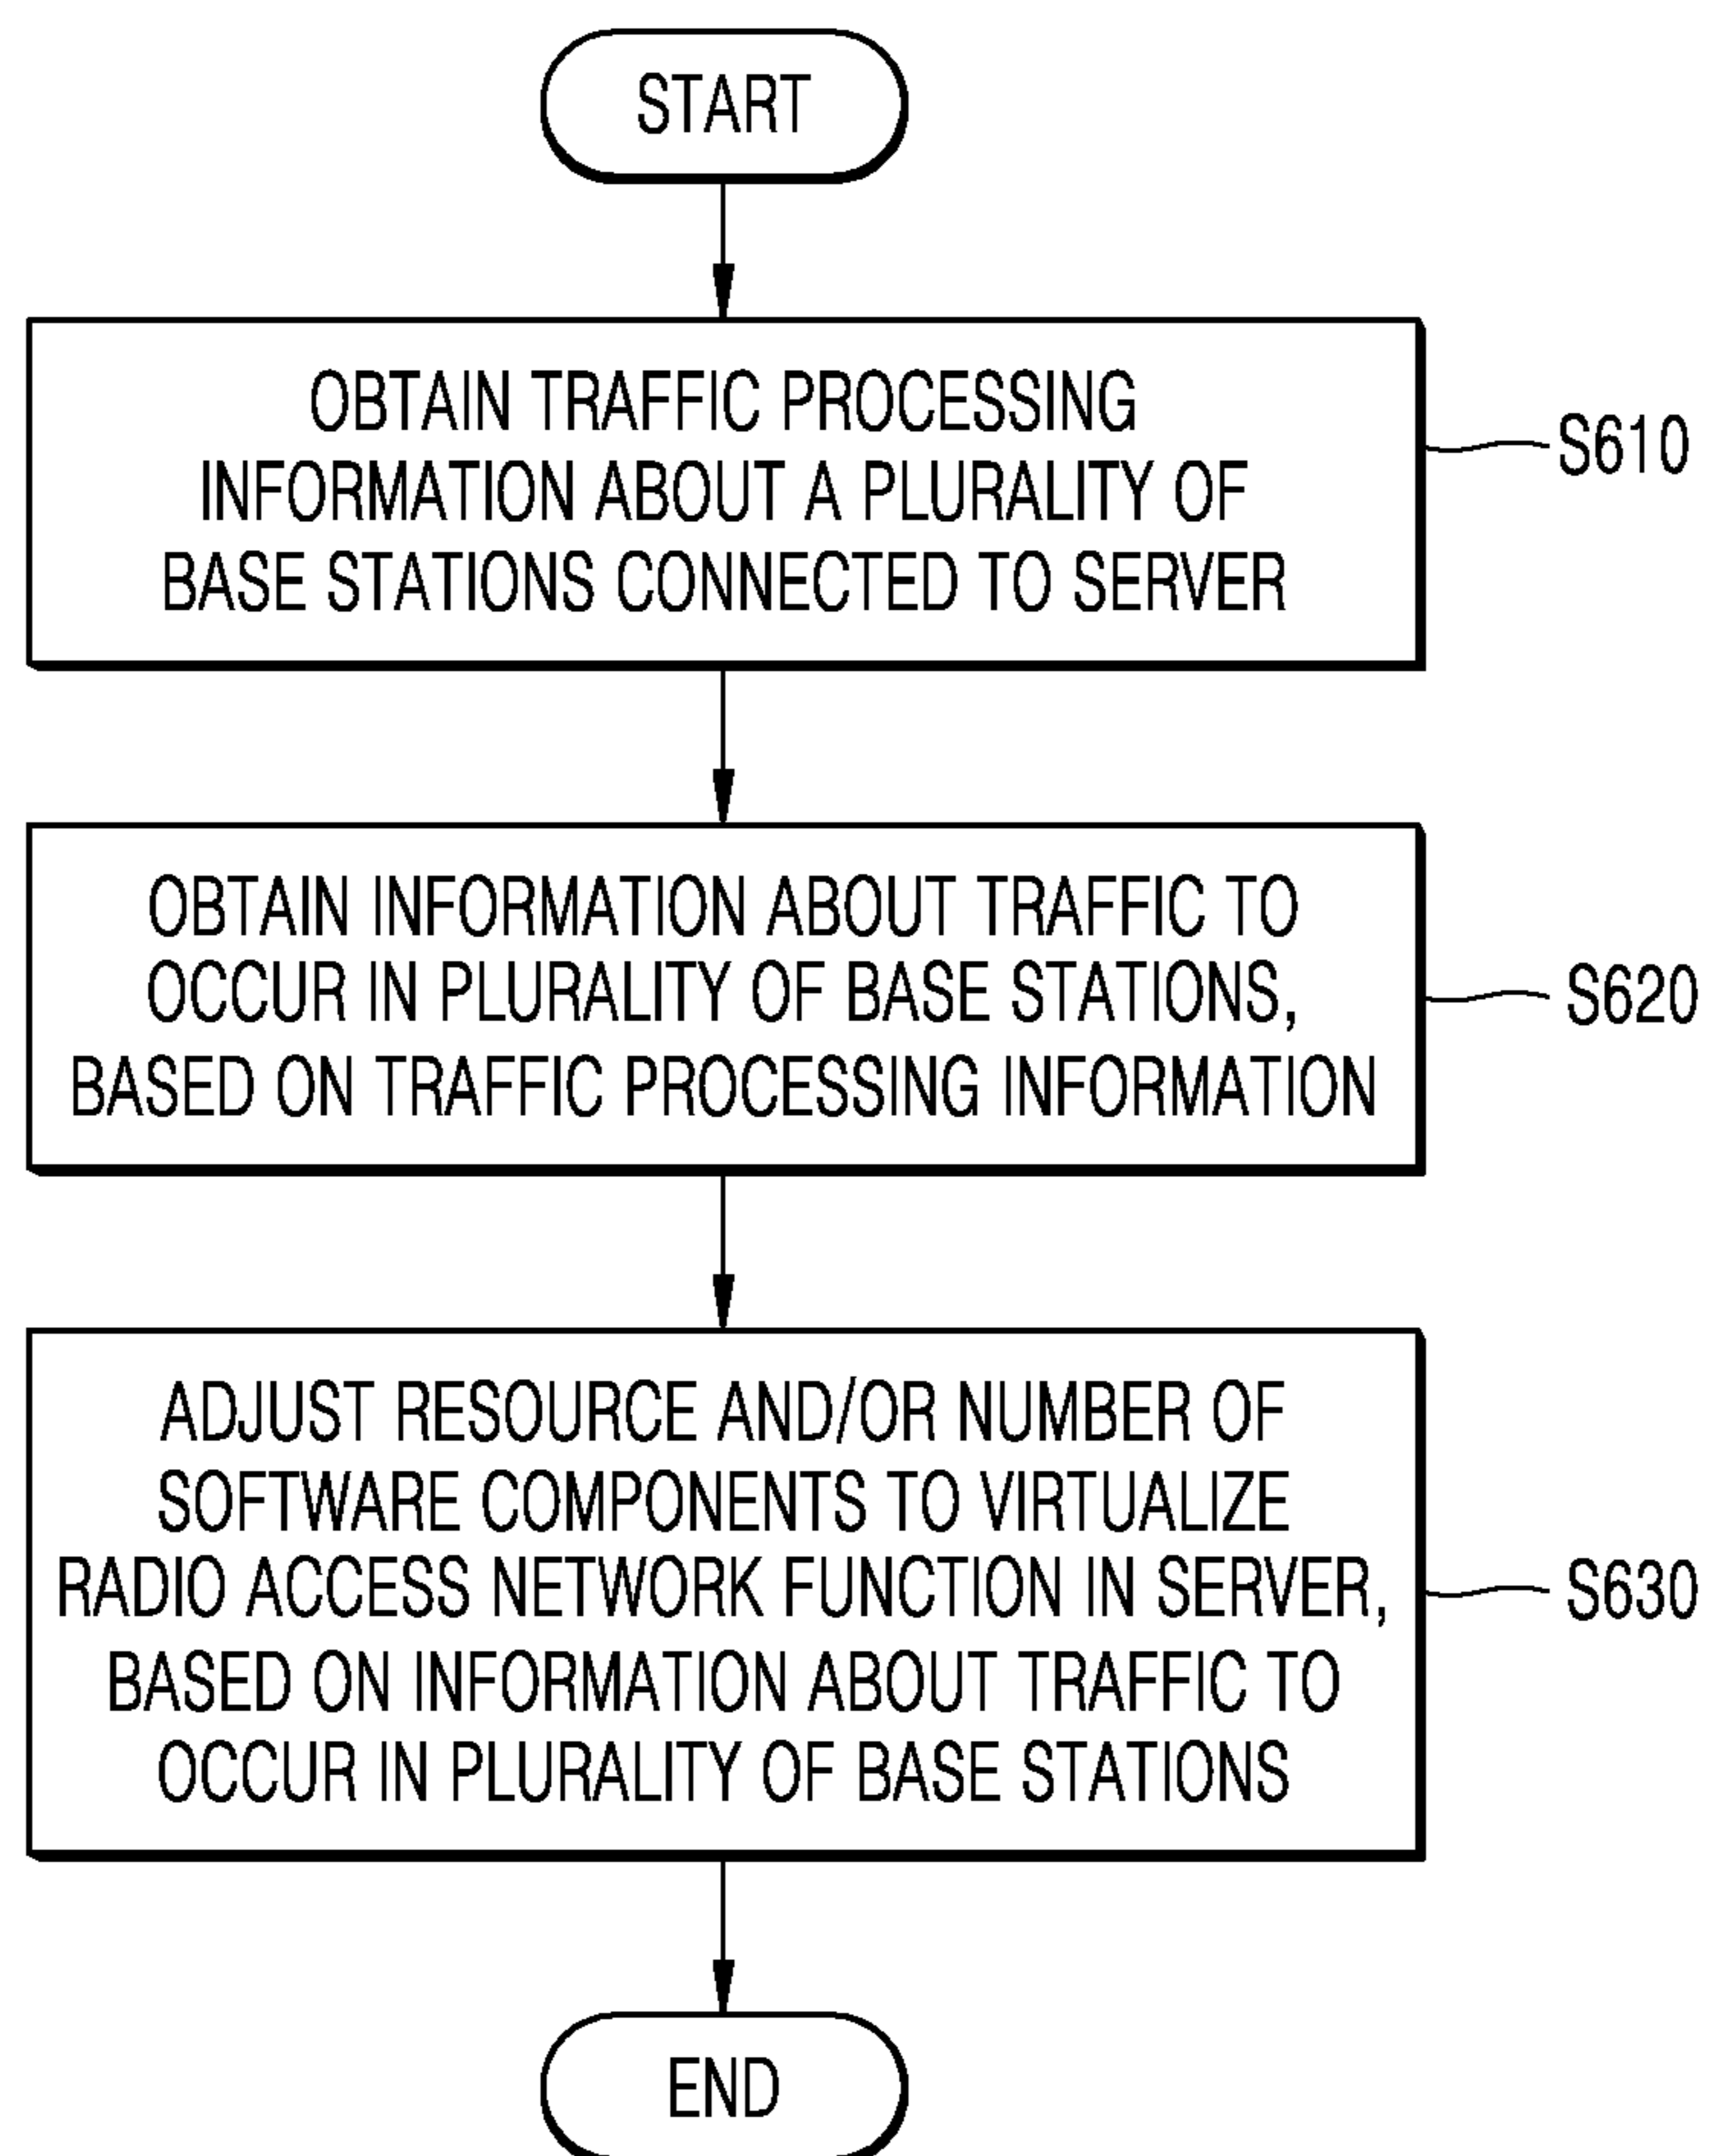 START
OBTAIN TRAFFIC PROCESSING
INFORMATION ABOUT A PLURALITY OF
BASE STATIONS CONNECTED TO SERVER
S610
OBTAIN INFORMATION ABOUT TRAFFIC TO
OCCUR IN PLURALITY OF BASE STATIONS,
BASED ON TRAFFIC PROCESSING INFORMATION
S620
ADJUST RESOURCE AND/OR NUMBER OF
SOFTWARE COMPONENTS TO VIRTUALIZE
RADIO ACCESS NETWORK FUNCTION IN SERVER,
BASED ON INFORMATION ABOUT TRAFFIC TO
OCCUR IN PLURALITY OF BASE STATIONS
S630
END